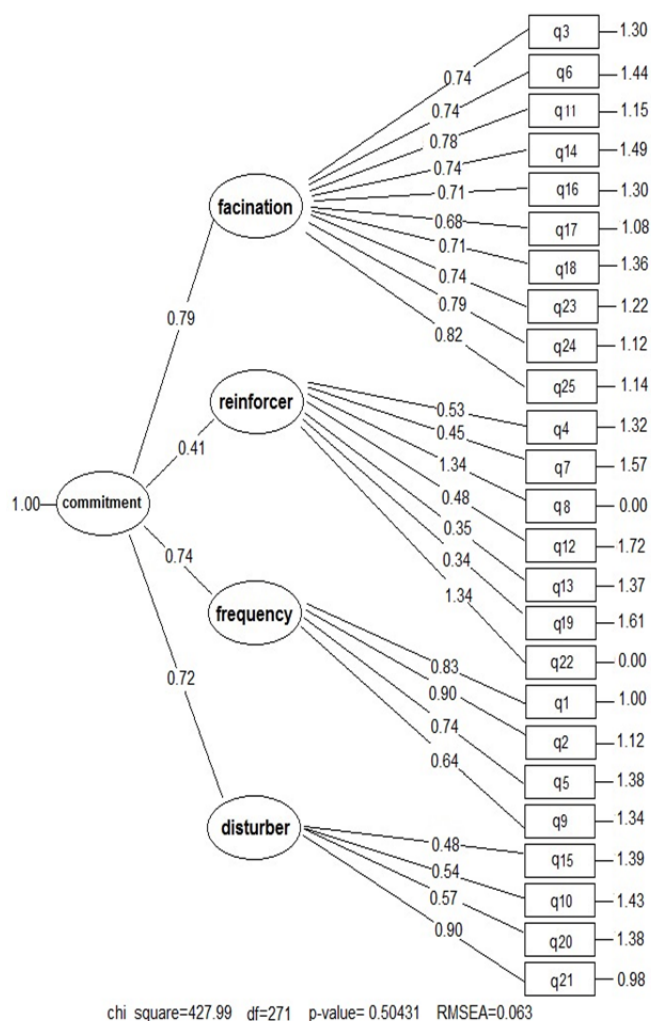 q3 1.30
0.74
q6 1.44
0.74
q11 1.15
0.78
q14 1.49
0.74
q16 1.30
0.71
facination
q17 1.08
0.68
q18 1.36
0.71
q23 1.22
0.74
q24 1.12
0.79
q25 1.14
0.82
0.79
reinforcer
q4 1.32
0.53
q7 1.57
0.45
q8 0.00
1.34
0.41
q12 1.72
0.48
1.00 commitment
q13 1.37
0.35
q19 1.61
0.34
q22 0.00
1.34
0.74
frequency
q1 1.00
0.83
q2 1.12
0.90
q5 1.38
0.74
q9 1.34
0.64
0.72
disturber
q15 1.39
0.48
q10 1.43
0.54
q20 1.38
0.57
q21 0.98
0.90
chi square=427.99 df=271 p-value= 0.50431 RMSEA=0.063